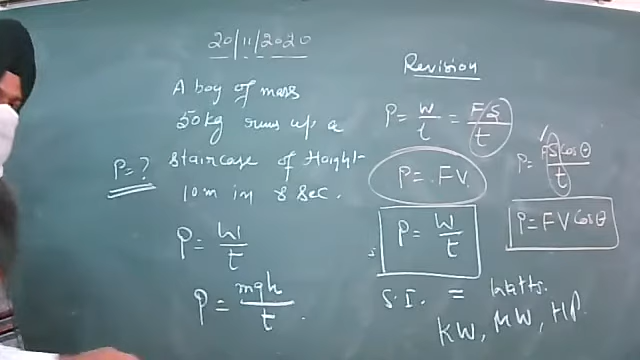 20/11/2020
A boy of mass
50kg runs up a
staircase of Height
10m in 8 sec.
P=?
P = W/t
P = mgh/t
Revision
P = W/t = FS/t
P = FV
P = W/t
S.I. = Watts.
KW, MW, HP.
P = FS cos θ/t
P = FV cos θ